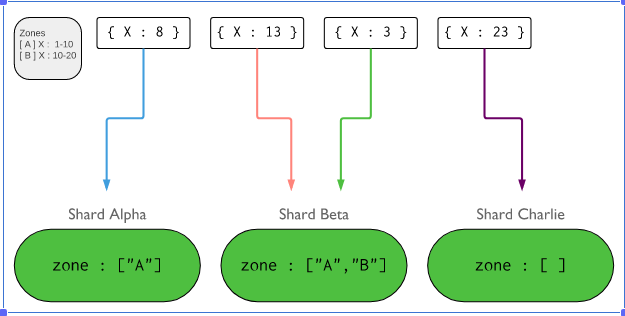 Zones
[ A ] X : 1-10
[ B ] X : 10-20
{ X : 8 }
{ X : 13 }
{ X : 3 }
{ X : 23 }
Shard Alpha
Shard Beta
Shard Charlie
zone : ["A"]
zone : ["A","B"]
zone : [ ]